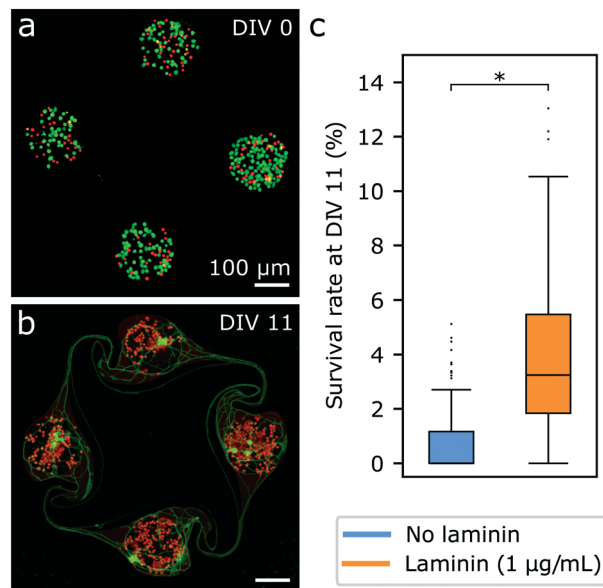 a
DIV 0
100 µm
b
DIV 11
c
Survival rate at DIV 11 (%)
14
12
10
8
6
4
2
0
*
No laminin
Laminin (1 µg/mL)